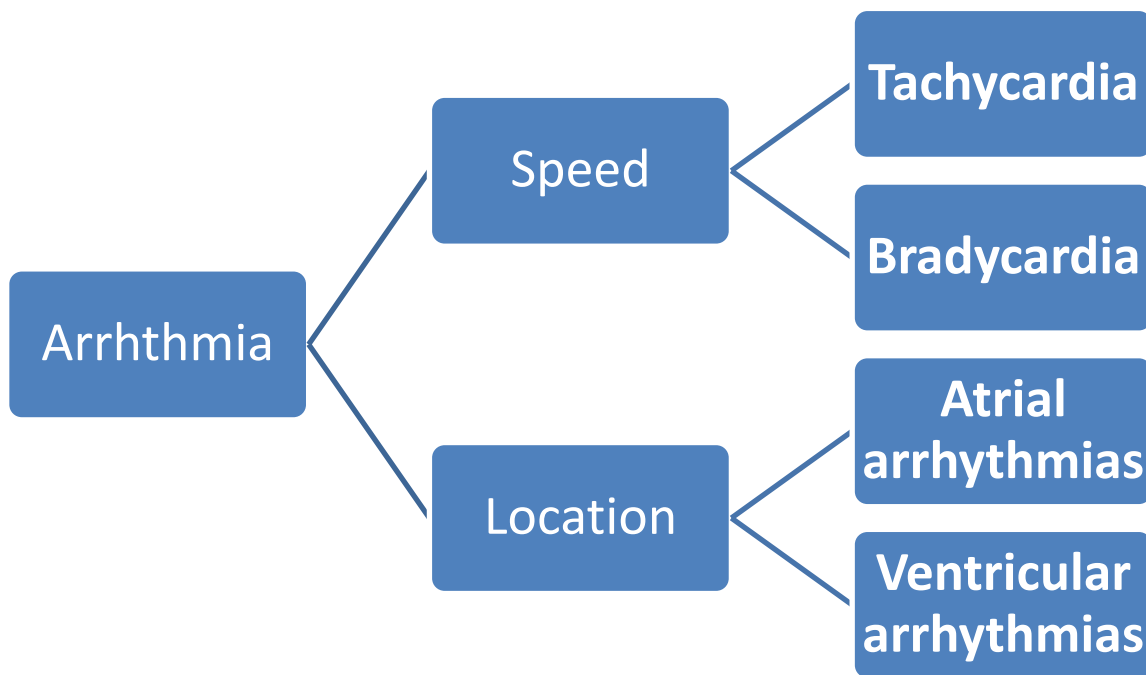 Arrhthmia
Speed
Tachycardia
Bradycardia
Location
Atrial
arrhythmias
Ventricular
arrhythmias